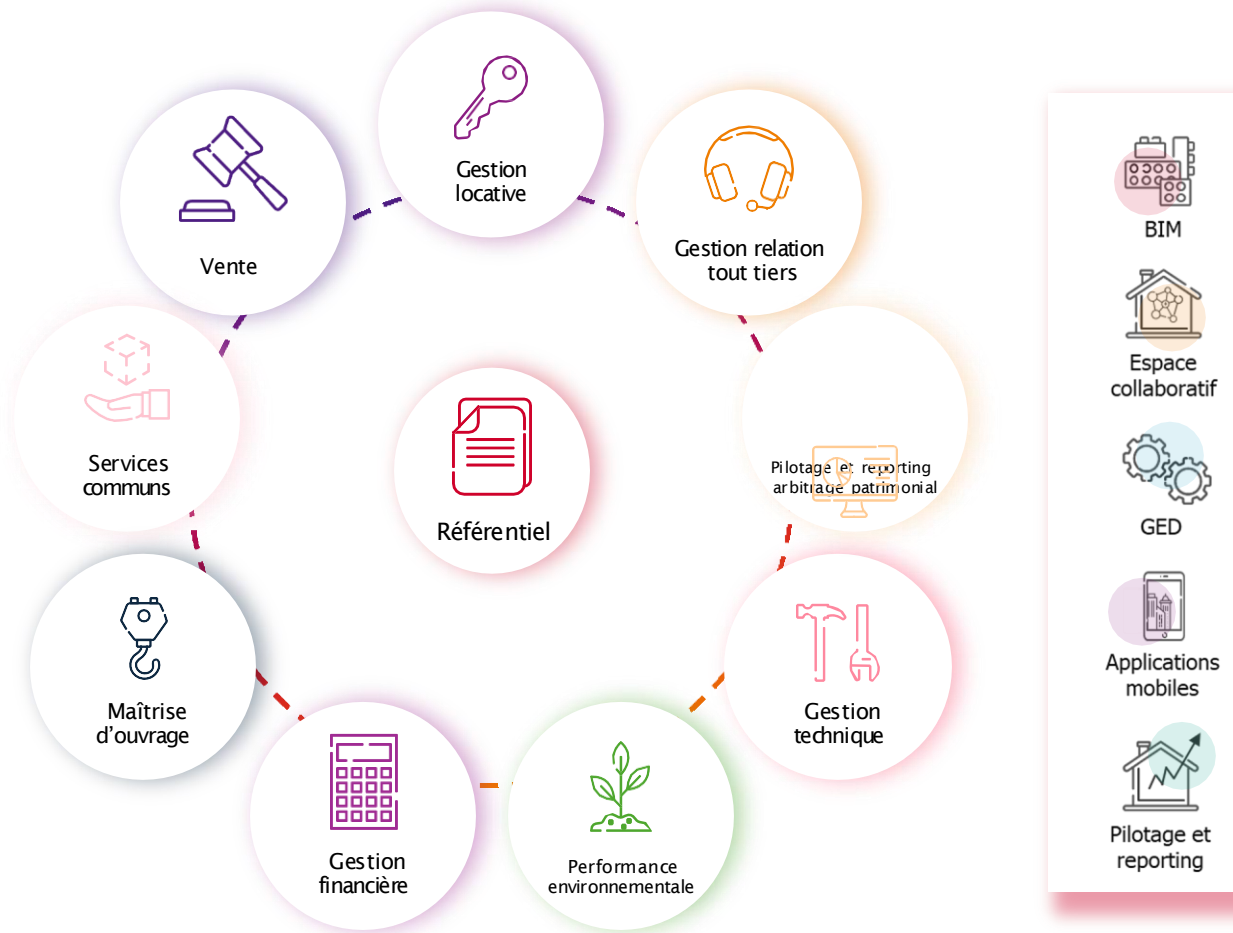 Gestion
locative
Vente
Gestion relation
tout tiers
Services
communs
Référentiel
Pilotage et reporting
arbitrage patrimonial
Maîtrise
d'ouvrage
Gestion
technique
Gestion
financière
Performance
environnementale
BIM
Espace
collaboratif
GED
Applications
mobiles
Pilotage et
reporting